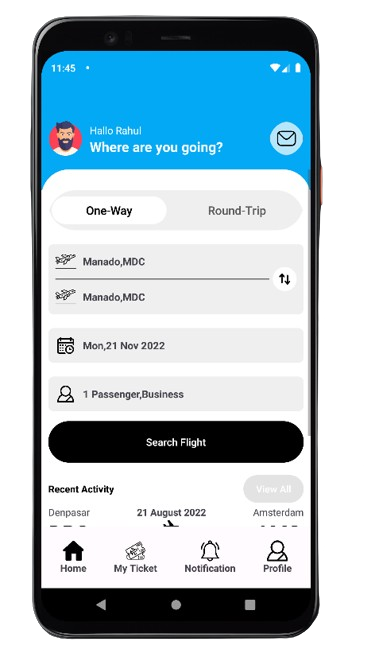 11:45
Hallo Rahul
Where are you going?
One-Way
Round-Trip
Manado,MDC
Manado,MDC
Mon,21 Nov 2022
1 Passenger,Business
Search Flight
Recent Activity
View All
Denpasar
21 August 2022
Amsterdam
Home
My Ticket
Notification
Profile